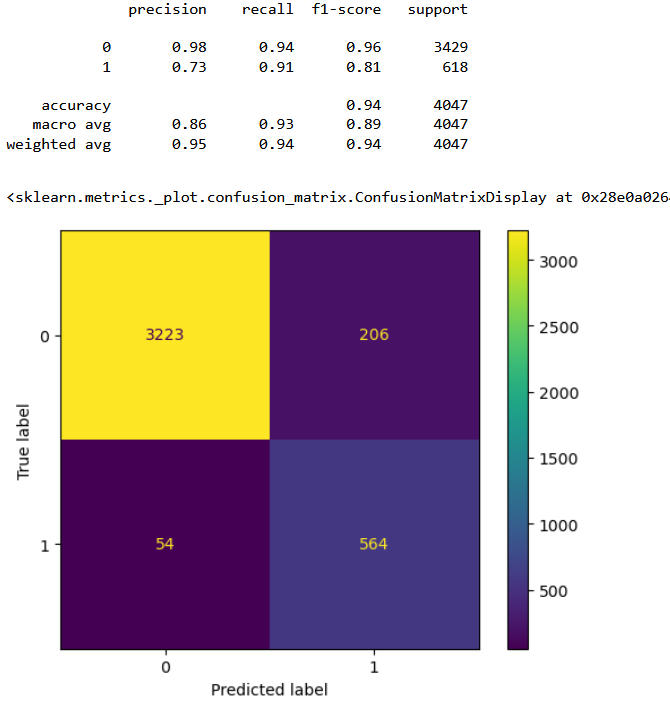 precision recall f1-score support
0 0.98 0.94 0.96 3429
1 0.73 0.91 0.81 618
accuracy 0.94 4047
macro avg 0.86 0.93 0.89 4047
weighted avg 0.95 0.94 0.94 4047
<sklearn.metrics._plot.confusion_matrix.ConfusionMatrixDisplay at 0x28e0a026
3000
0 3223 206
2500
2000
True label
1500
1000
1 54 564
500
0 1
Predicted label